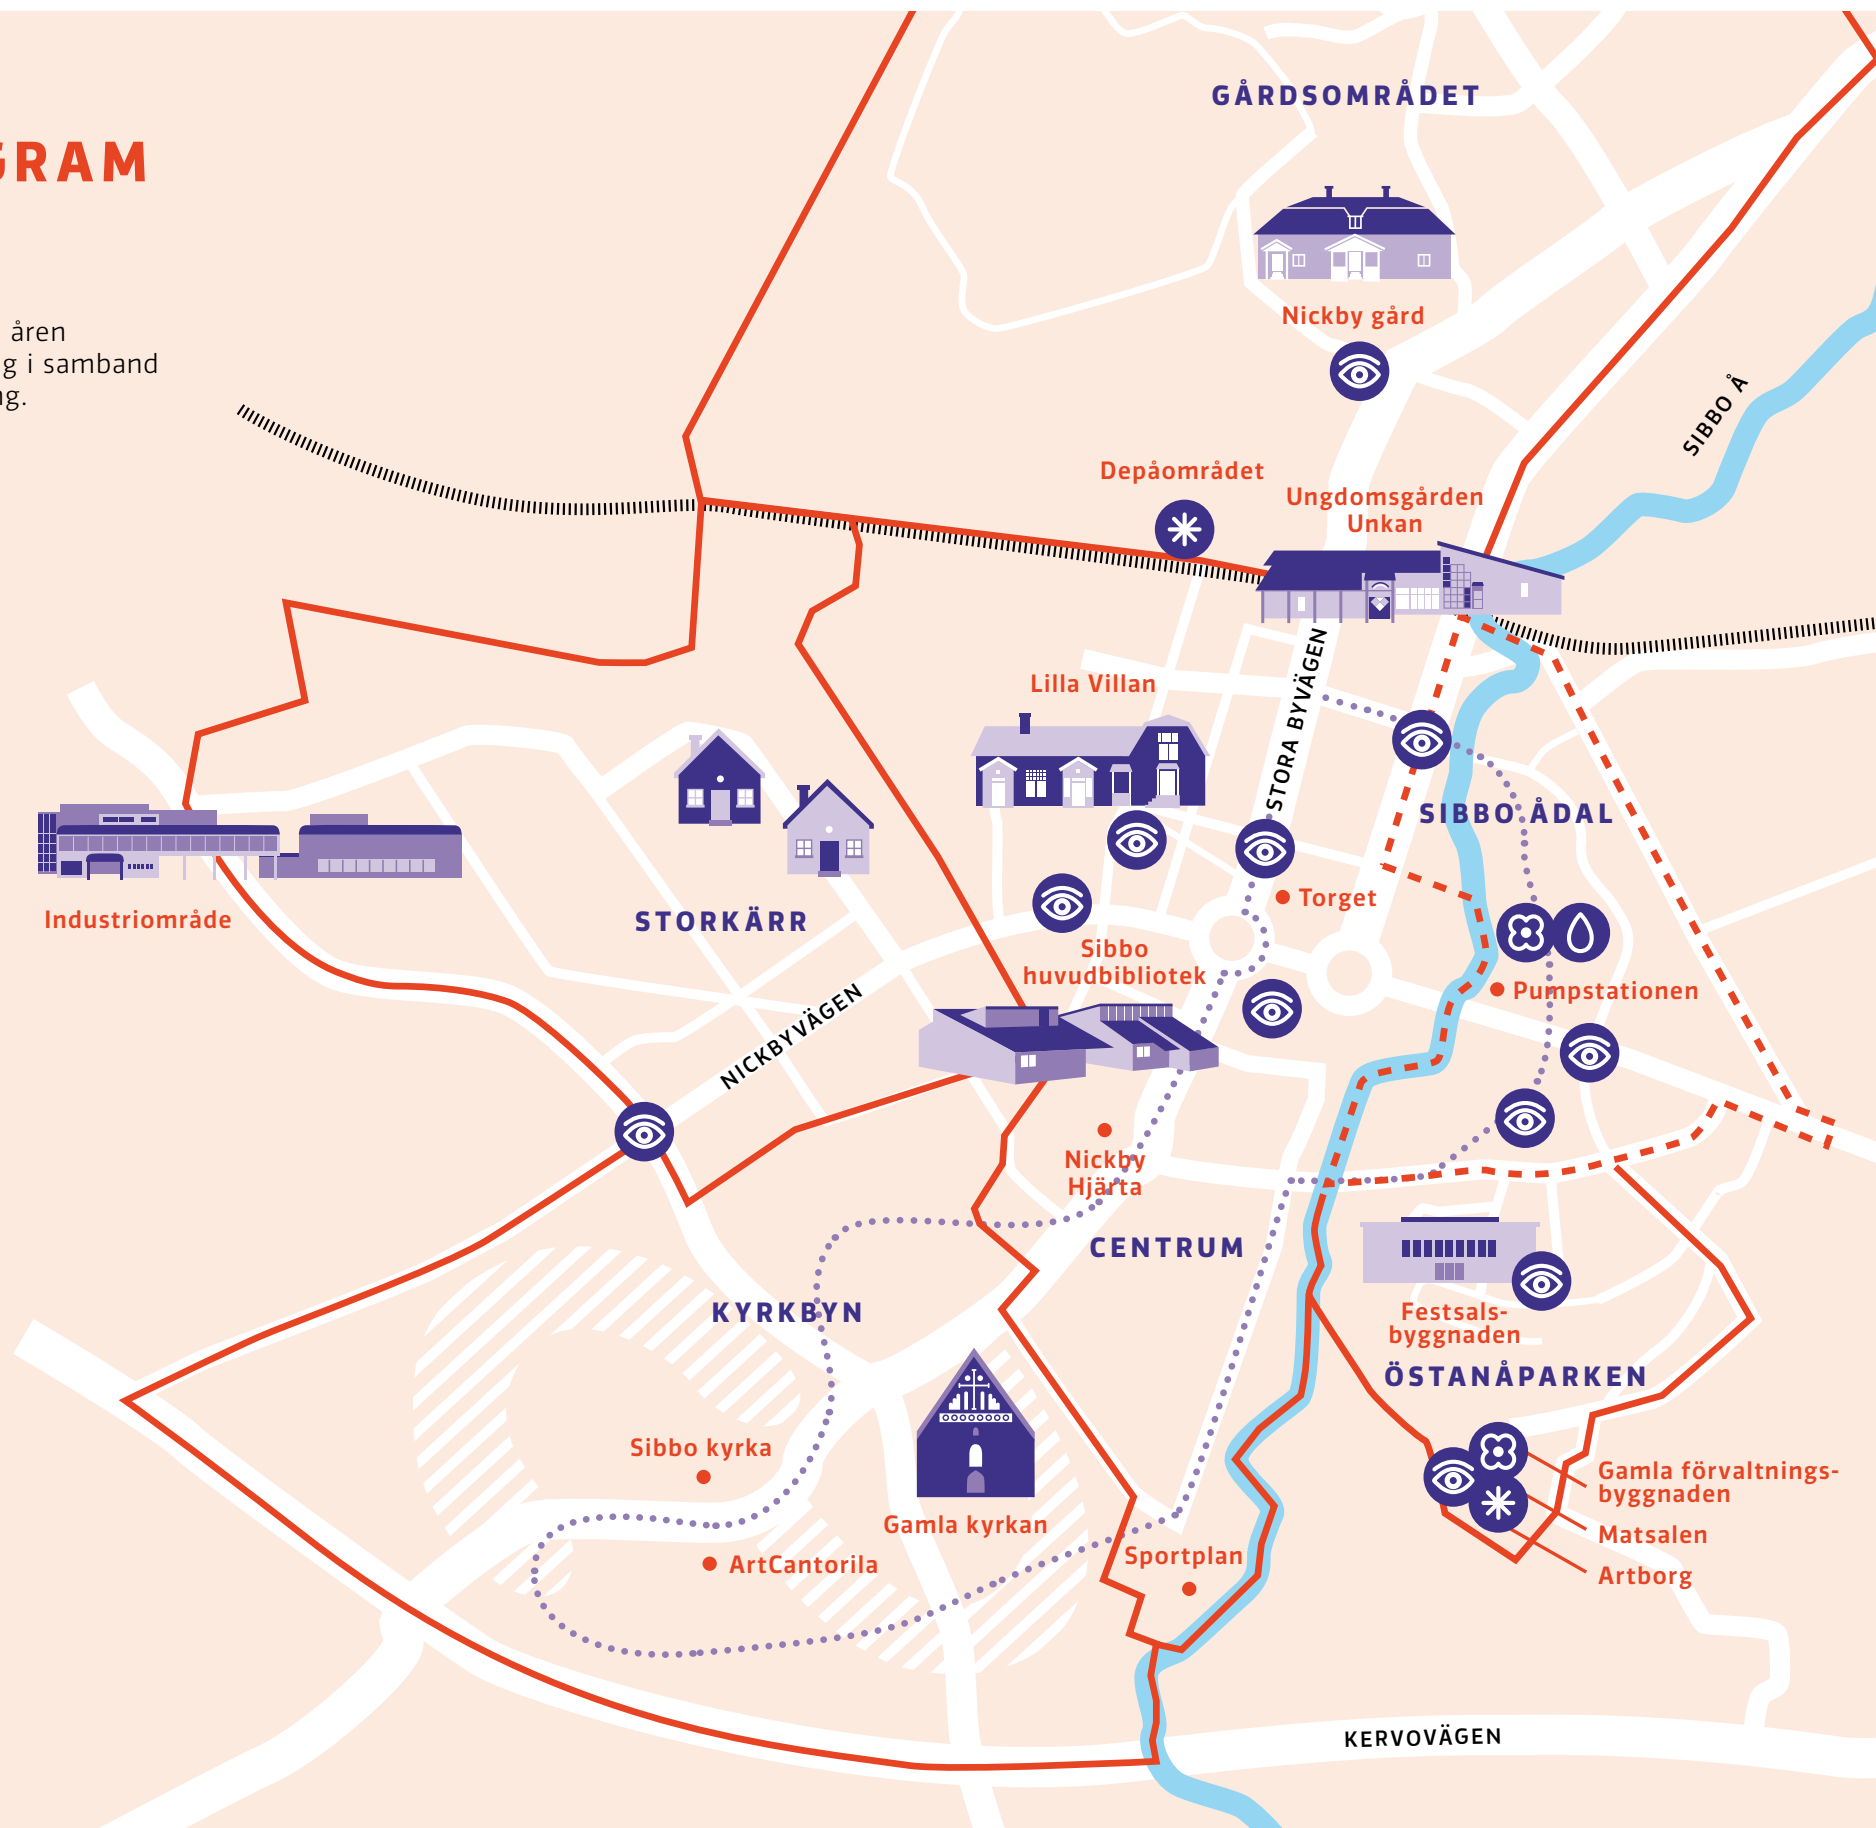 GRAM
åren
g i samband
ng.
GÅRDSOMRÅDET
Nickby gård
SIBBO Å
Depåområdet
Ungdomsgården
Unkan
Lilla Villan
STORA BYVÄGEN
SIBBO ÅDAL
Industriområde
STORKÄRR
Torget
Sibbo
huvudbibliotek
NICKBYVÄGEN
Pumpstationen
Nickby
Hjärta
CENTRUM
KYRKBYN
Festsals-
byggnaden
ÖSTANÅPARKEN
Sibbo kyrka
Gamla kyrkan
ArtCantorila
Sportplan
Gamla förvaltnings-
byggnaden
Matsalen
Artborg
KERVOVÄGEN